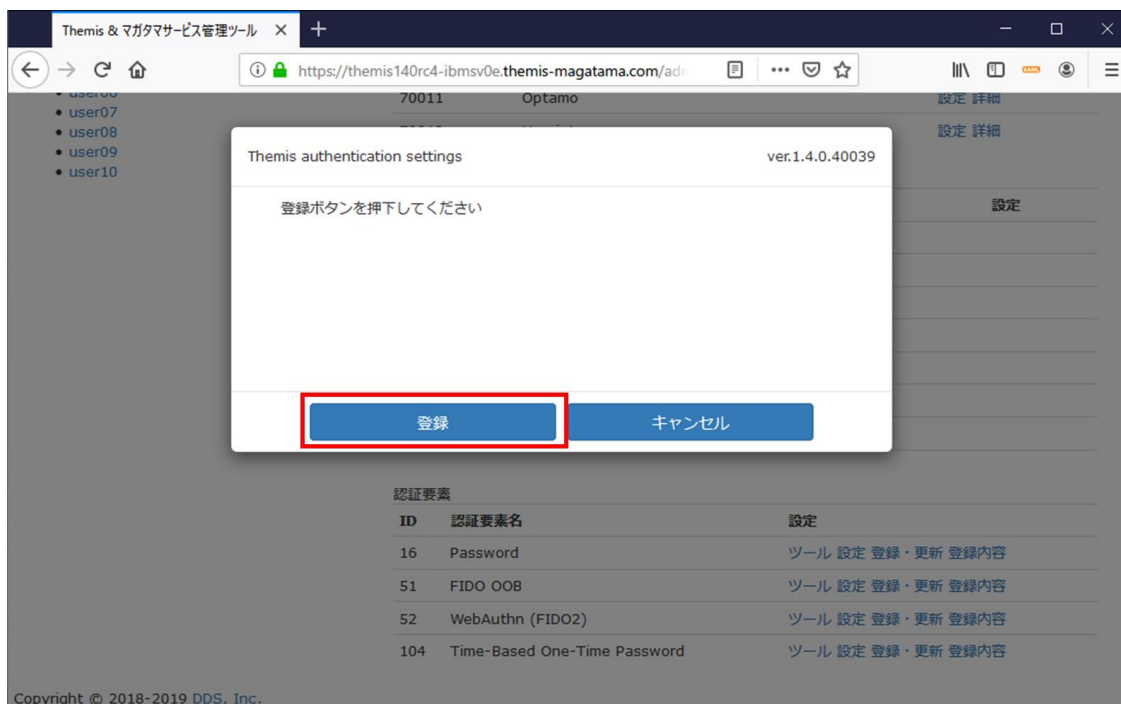 Themis & マガタマサービス管理ツール
https://themis140rc4-ibmsv0e.themis-magatama.com/adr
user06
70011 Optamo 設定 詳細
user07
user08 設定 詳細
user09
user10
Themis authentication settings ver.1.4.0.40039
登録ボタンを押下してください
設定
登録 キャンセル
認証要素
ID 認証要素名 設定
16 Password ツール 設定 登録・更新 登録内容
51 FIDO OOB ツール 設定 登録・更新 登録内容
52 WebAuthn (FIDO2) ツール 設定 登録・更新 登録内容
104 Time-Based One-Time Password ツール 設定 登録・更新 登録内容
Copyright © 2018-2019 DDS, Inc.